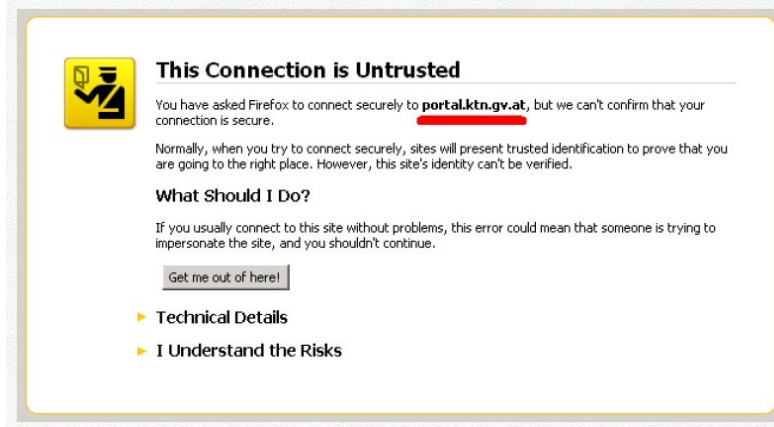 This Connection is Untrusted
You have asked Firefox to connect securely to portal.ktn.gv.at, but we can't confirm that your
connection is secure.
Normally, when you try to connect securely, sites will present trusted identification to prove that you
are going to the right place. However, this site's identity can't be verified.
What Should I Do?
If you usually connect to this site without problems, this error could mean that someone is trying to
impersonate the site, and you shouldn't continue.
Get me out of here!
Technical Details
I Understand the Risks